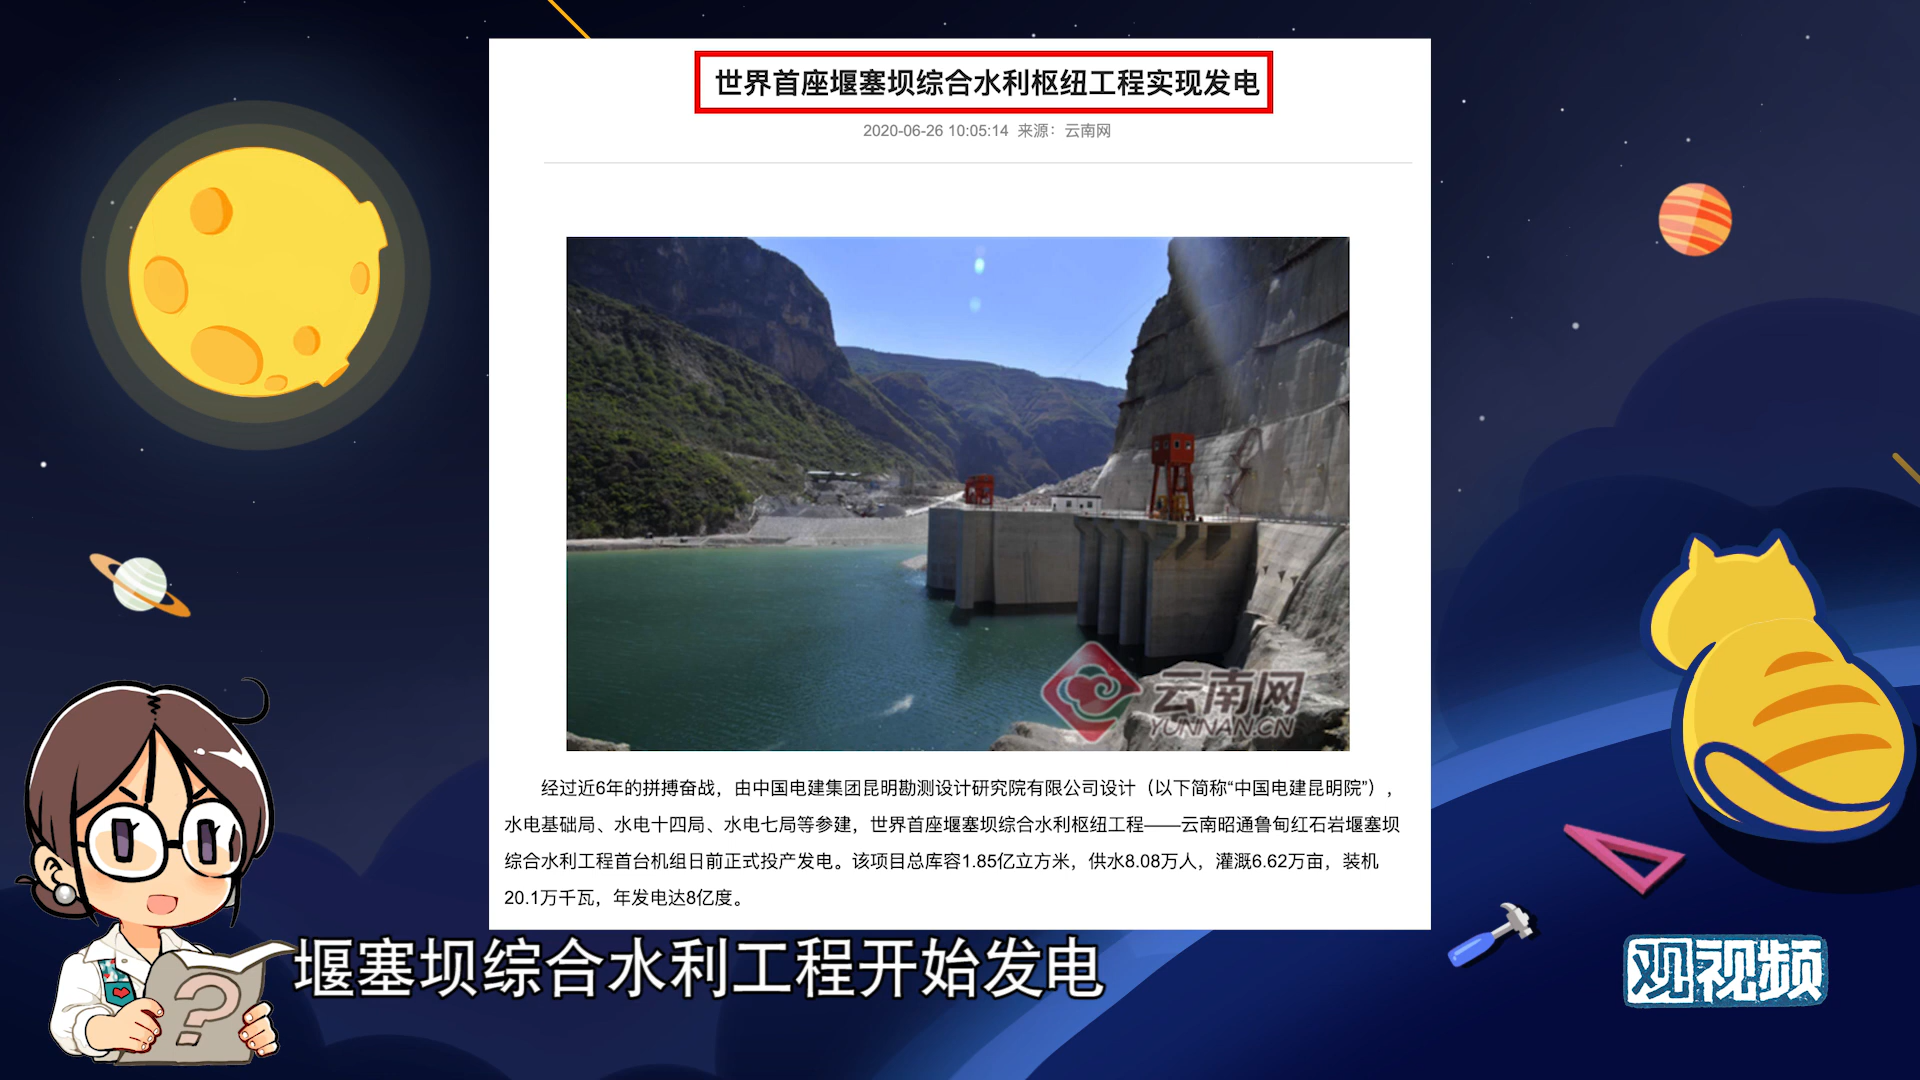 世界首座堰塞坝综合水利枢纽工程实现发电
2020-06-26 10:05:14 来源：云南网
云南网
YUNNAN.CN
经过近6年的拼搏奋战，由中国电建集团昆明勘测设计研究院有限公司设计（以下简称“中国电建昆明院”），
水电基础局、水电十四局、水电七局等参建，世界首座堰塞坝综合水利枢纽工程——云南昭通鲁甸红石岩堰塞坝
综合水利工程首台机组日前正式投产发电。该项目总库容1.85亿立方米，供水8.08万人，灌溉6.62万亩，装机
20.1万千瓦，年发电达8亿度。
?
堰塞坝综合水利工程开始发电
观视频